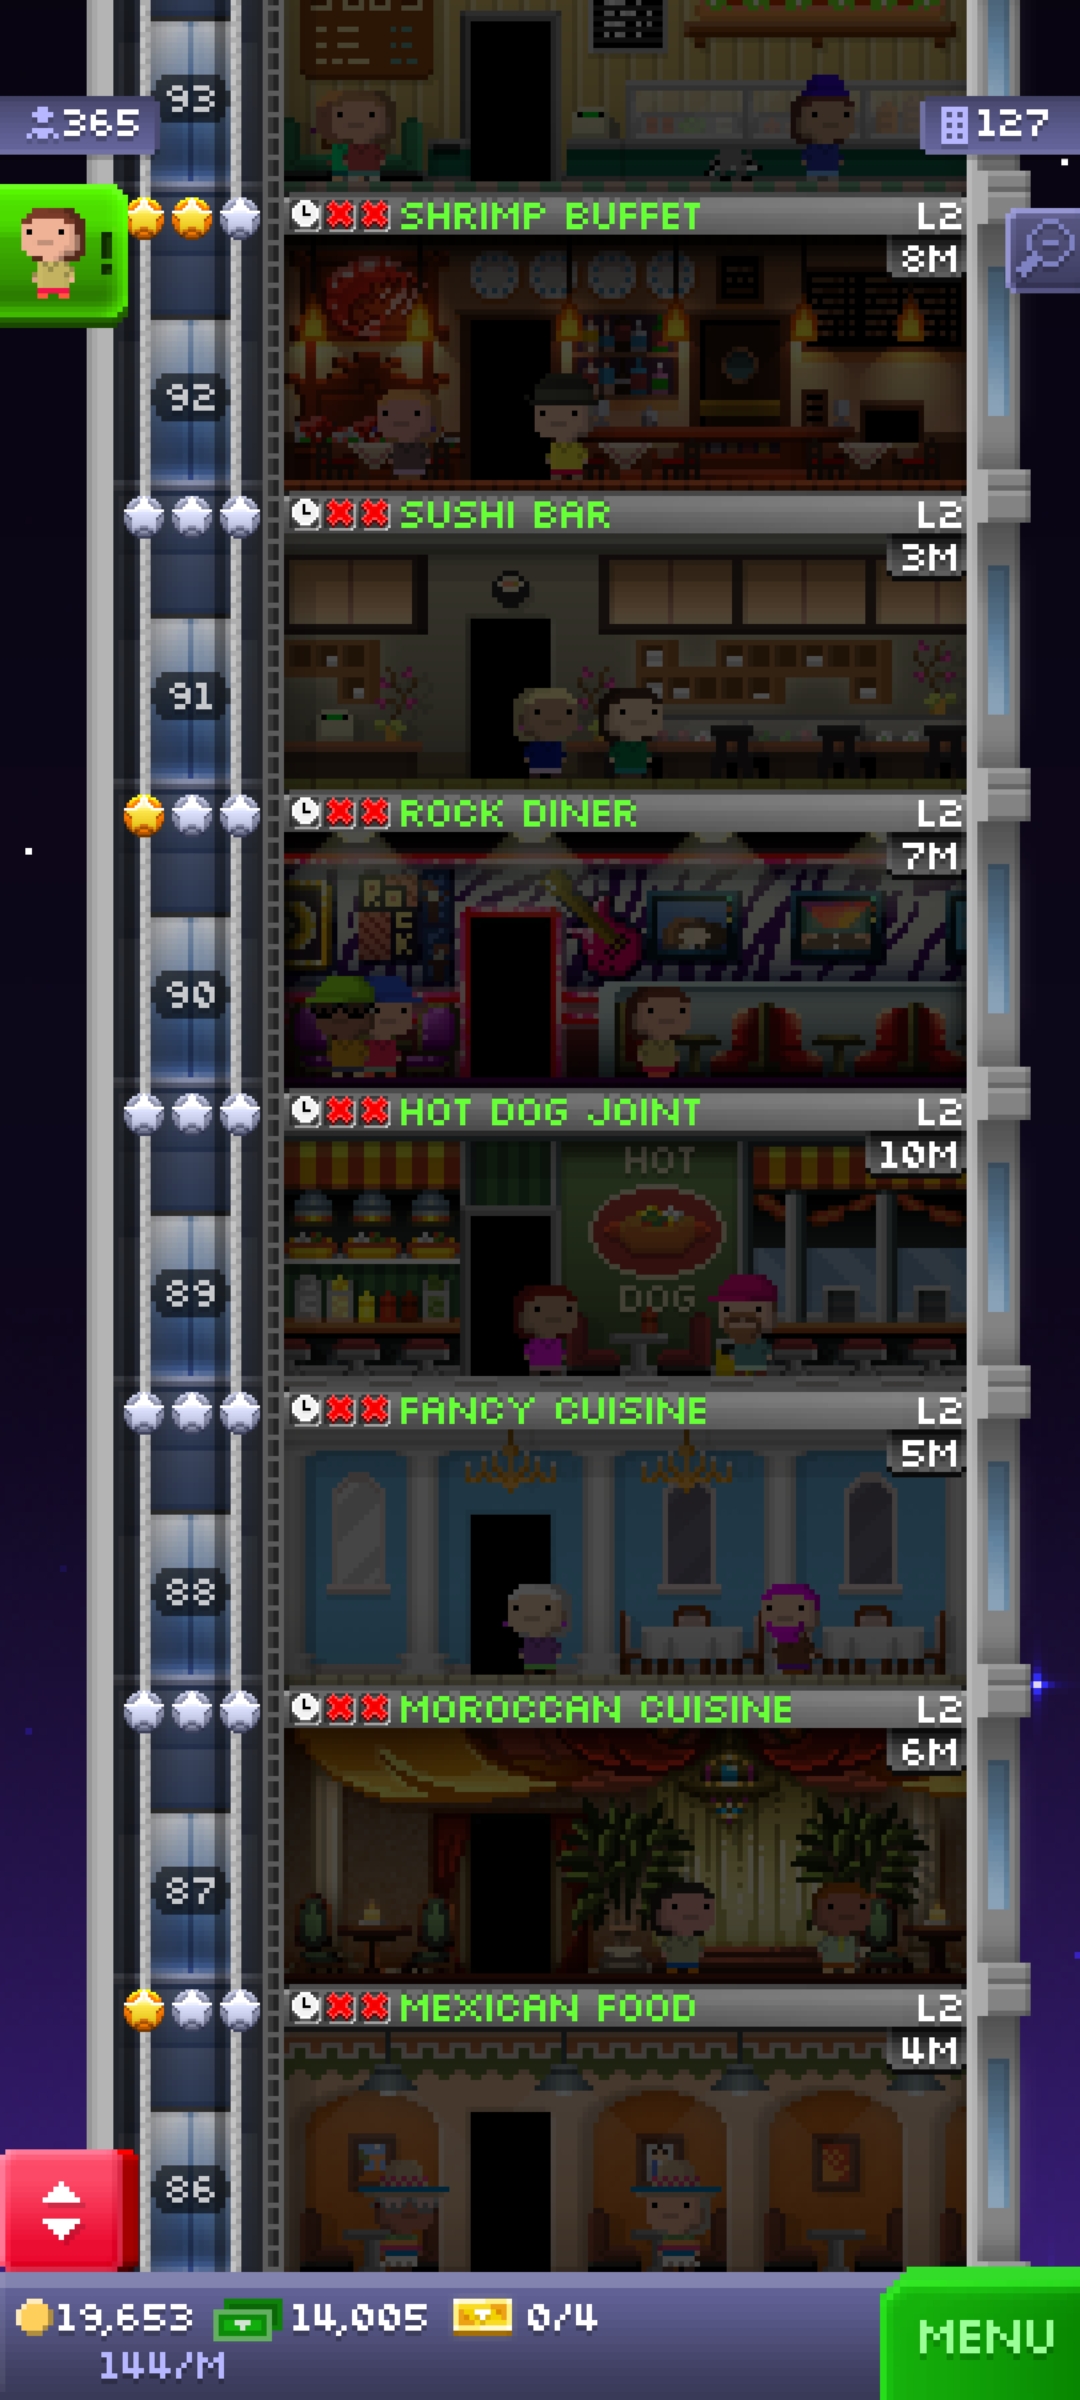 93
365
127
SHRIMP BUFFET L2
!
8M
92
SUSHI BAR L2
3M
91
ROCK DINER L2
7M
RO
CK
90
HOT DOG JOINT L2
10M
HOT
89
DOG
FANCY CUISINE L2
5M
88
MOROCCAN CUISINE L2
6M
87
MEXICAN FOOD L2
4M
86
19,653 14,005 0/4
144/M
MENU